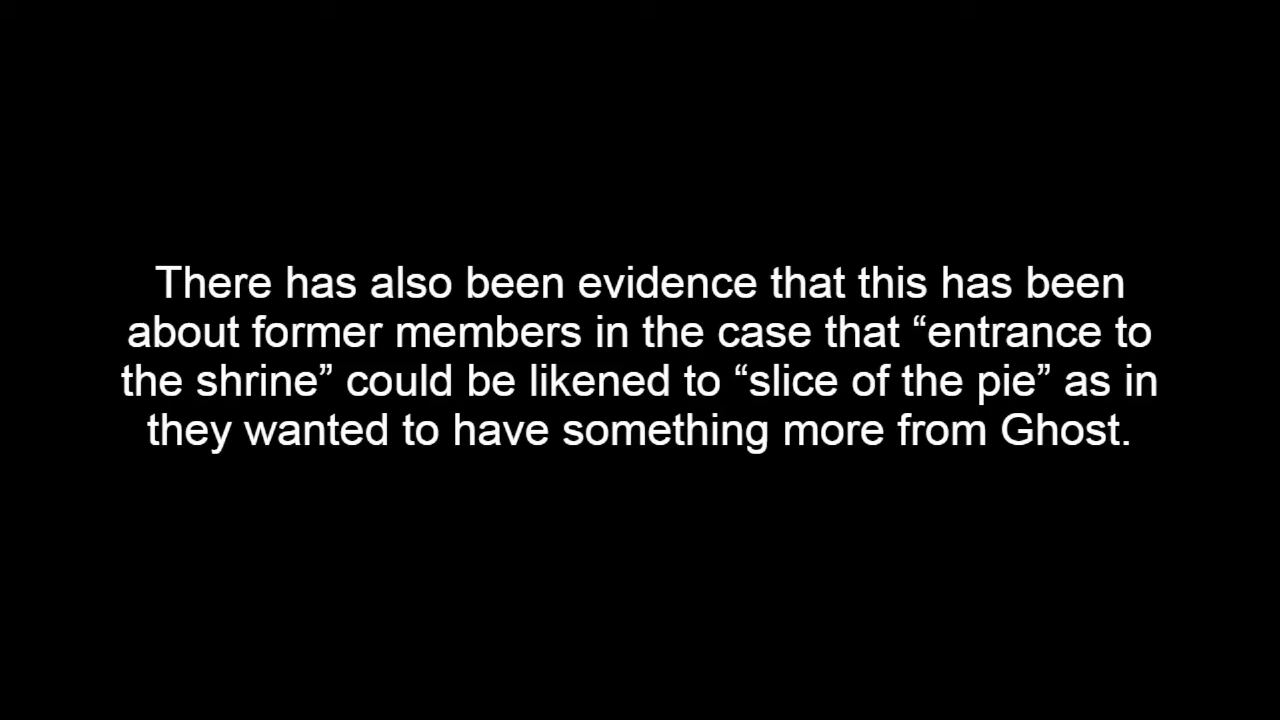 There has also been evidence that this has been
about former members in the case that “entrance to
the shrine” could be likened to “slice of the pie” as in
they wanted to have something more from Ghost.